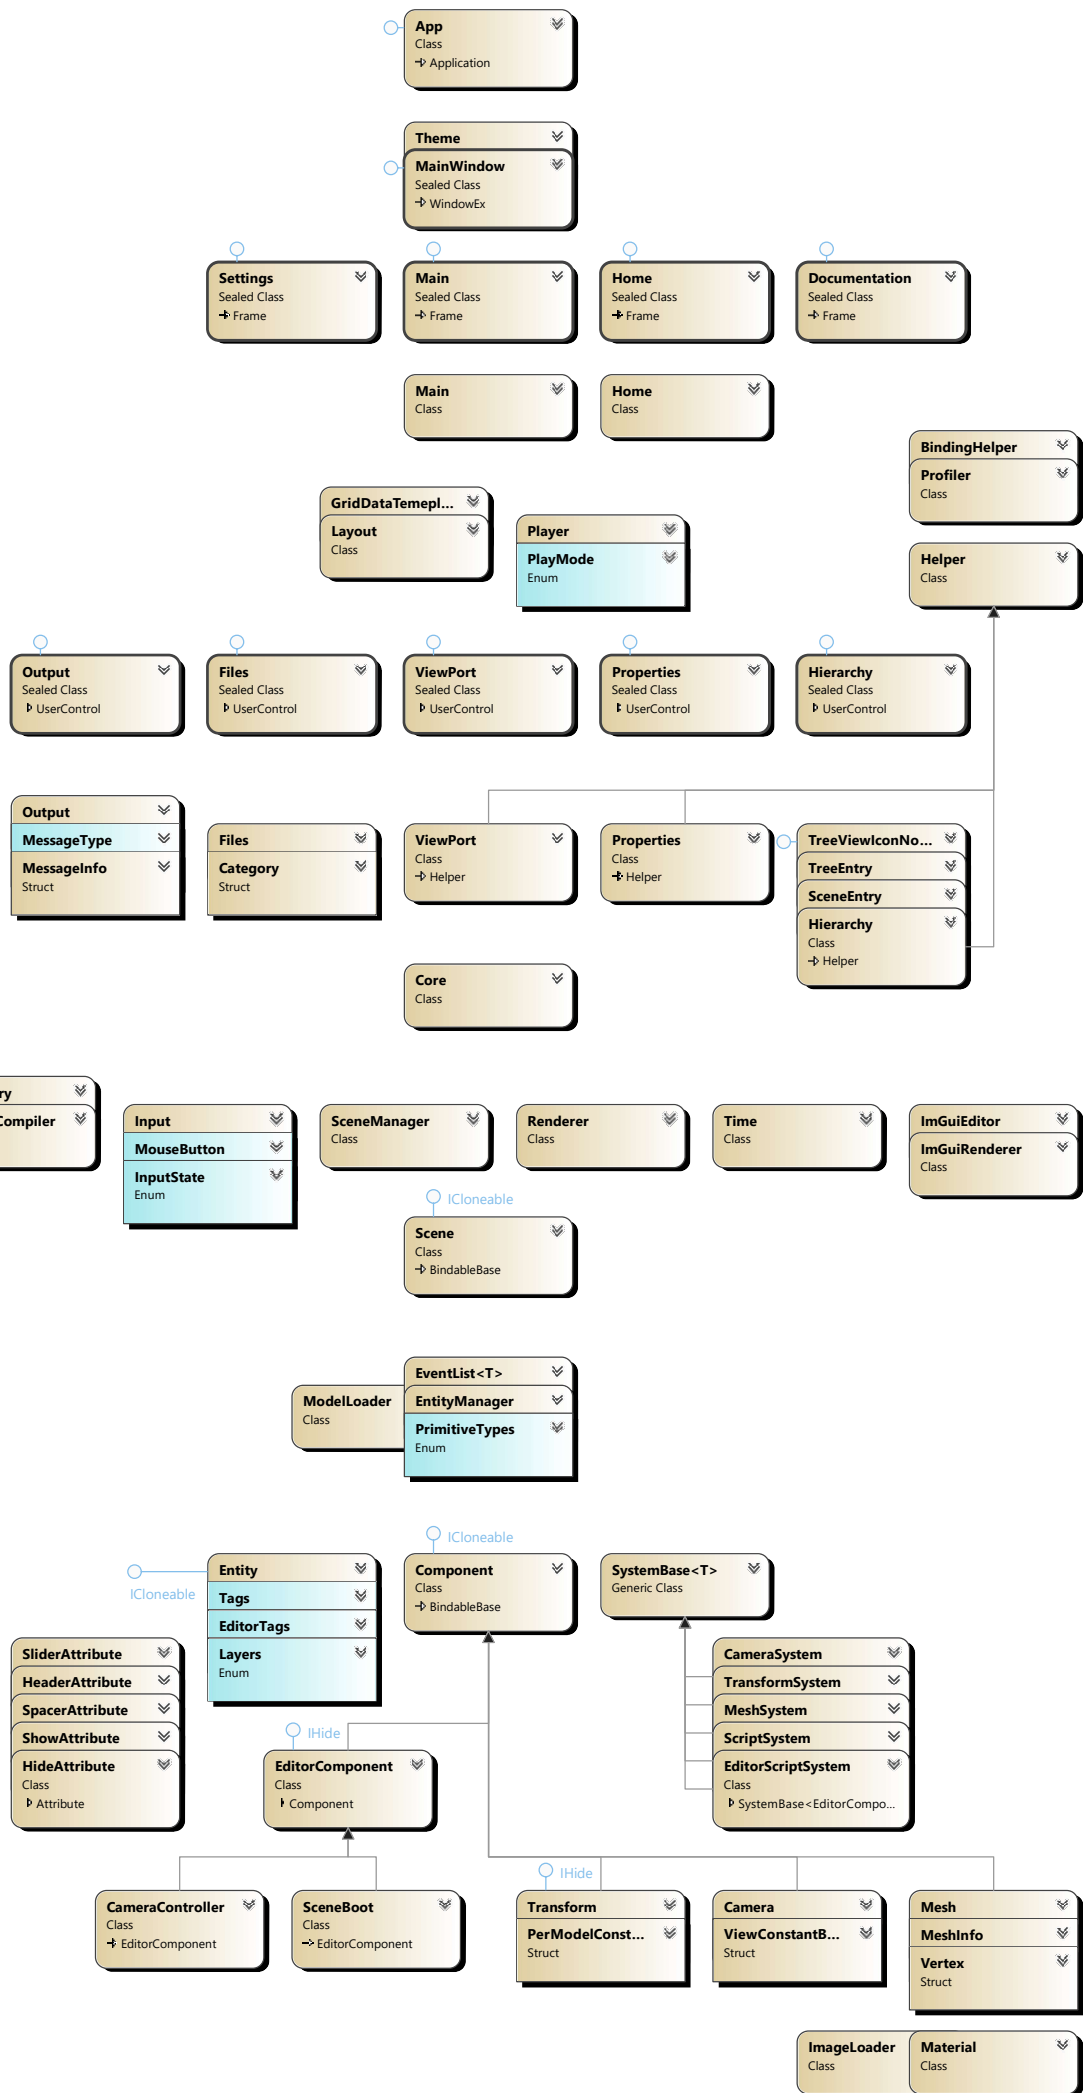 App
Class
Application
Theme
MainWindow
Sealed Class
WindowEx
Settings
Sealed Class
Frame
Main
Sealed Class
Frame
Home
Sealed Class
Frame
Documentation
Sealed Class
Frame
Main
Class
Home
Class
BindingHelper
Profiler
Class
GridDataTemepl...
Layout
Class
Player
PlayMode
Enum
Helper
Class
Output
Sealed Class
UserControl
Files
Sealed Class
UserControl
ViewPort
Sealed Class
UserControl
Properties
Sealed Class
UserControl
Hierarchy
Sealed Class
UserControl
Output
MessageType
MessageInfo
Struct
Files
Category
Struct
ViewPort
Class
Helper
Properties
Class
Helper
TreeViewIconNo...
TreeEntry
SceneEntry
Hierarchy
Class
Helper
Core
Class
ry
Compiler
Input
MouseButton
InputState
Enum
SceneManager
Class
Renderer
Class
Time
Class
ImGuiEditor
ImGuiRenderer
Class
ICloneable
Scene
Class
BindableBase
ModelLoader
Class
EventList<T>
EntityManager
PrimitiveTypes
Enum
ICloneable
Entity
Tags
EditorTags
Layers
Enum
ICloneable
Component
Class
BindableBase
SystemBase<T>
Generic Class
SliderAttribute
HeaderAttribute
SpacerAttribute
ShowAttribute
HideAttribute
Class
Attribute
IHide
EditorComponent
Class
Component
CameraSystem
TransformSystem
MeshSystem
ScriptSystem
EditorScriptSystem
Class
SystemBase<EditorCompo...
CameraController
Class
EditorComponent
SceneBoot
Class
EditorComponent
IHide
Transform
PerModelConst...
Struct
Camera
ViewConstantB...
Struct
Mesh
MeshInfo
Vertex
Struct
ImageLoader
Class
Material
Class